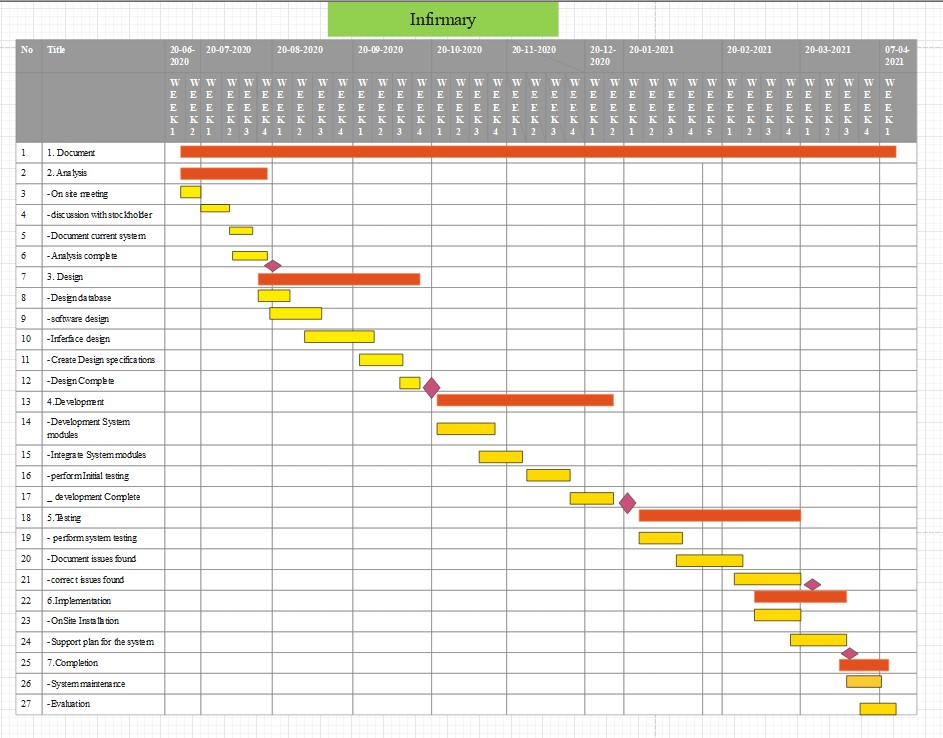 Infirmary
No Title 20-06-2020 20-07-2020 20-08-2020 20-09-2020 20-10-2020 20-11-2020 20-12-2020 20-01-2021 20-02-2021 20-03-2021 07-04-2021
WEEK 1 WEEK 2 WEEK 1 WEEK 2 WEEK 3 WEEK 4 WEEK 1 WEEK 2 WEEK 3 WEEK 4 WEEK 1 WEEK 2 WEEK 3 WEEK 4 WEEK 1 WEEK 2 WEEK 3 WEEK 4 WEEK 1 WEEK 2 WEEK 3 WEEK 4 WEEK 1 WEEK 2 WEEK 1 WEEK 2 WEEK 3 WEEK 4 WEEK 5 WEEK 1 WEEK 2 WEEK 3 WEEK 4 WEEK 1 WEEK 2 WEEK 3 WEEK 4 WEEK 1
1 1. Document
2 2. Analysis
3 -On site meeting
4 -discussion with stockholder
5 -Document current system
6 -Analysis complete
7 3. Design
8 -Design database
9 -software design
10 -Inferface design
11 -Create Design specifications
12 -Design Complete
13 4.Development
14 -Development System
modules
15 -Integrate System modules
16 -perform Initial testing
17 _ development Complete
18 5.Testing
19 - perform system testing
20 -Document issues found
21 -correct issues found
22 6.Implementation
23 -OnSite Installation
24 -Support plan for the system
25 7.Completion
26 -System maintenance
27 -Evaluation